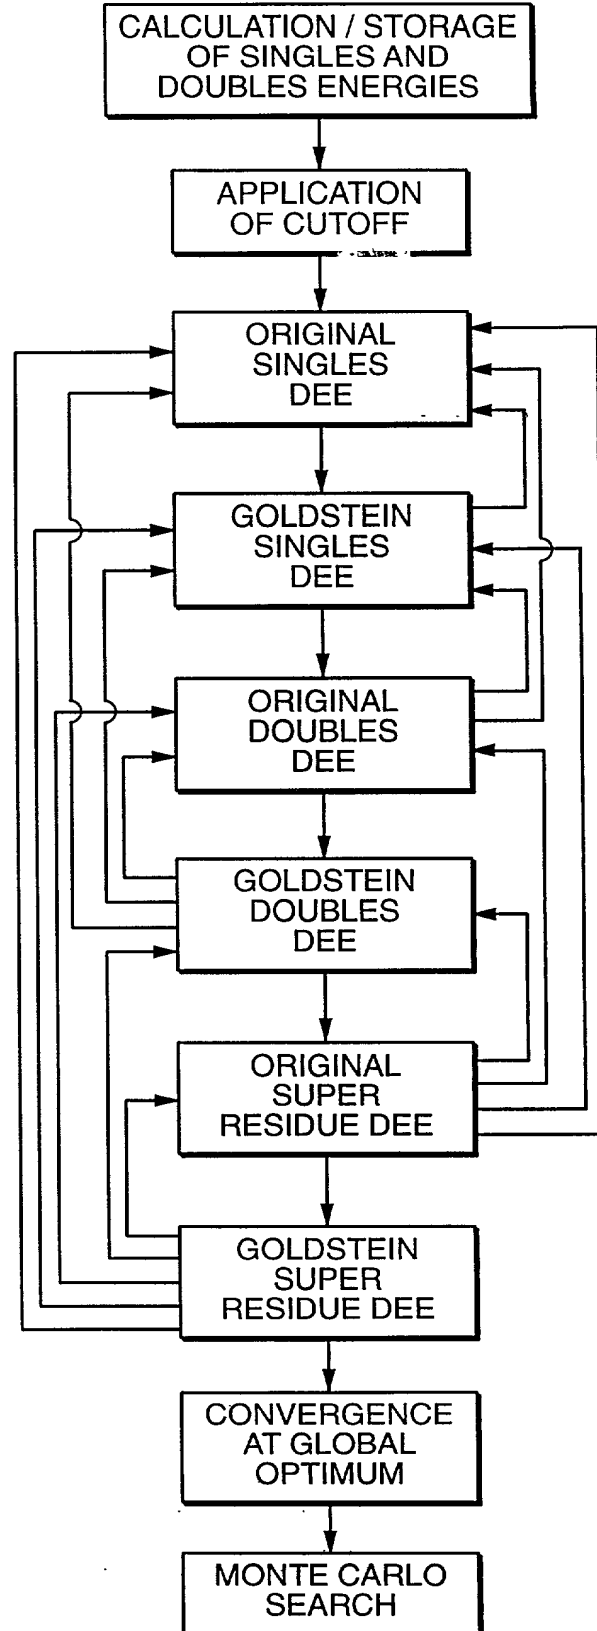 CALCULATION / STORAGE
OF SINGLES AND
DOUBLES ENERGIES
APPLICATION
OF CUTOFF
ORIGINAL
SINGLES
DEE
GOLDSTEIN
SINGLES
DEE
ORIGINAL
DOUBLES
DEE
GOLDSTEIN
DOUBLES
DEE
ORIGINAL
SUPER
RESIDUE DEE
GOLDSTEIN
SUPER
RESIDUE DEE
CONVERGENCE
AT GLOBAL
OPTIMUM
MONTE CARLO
SEARCH